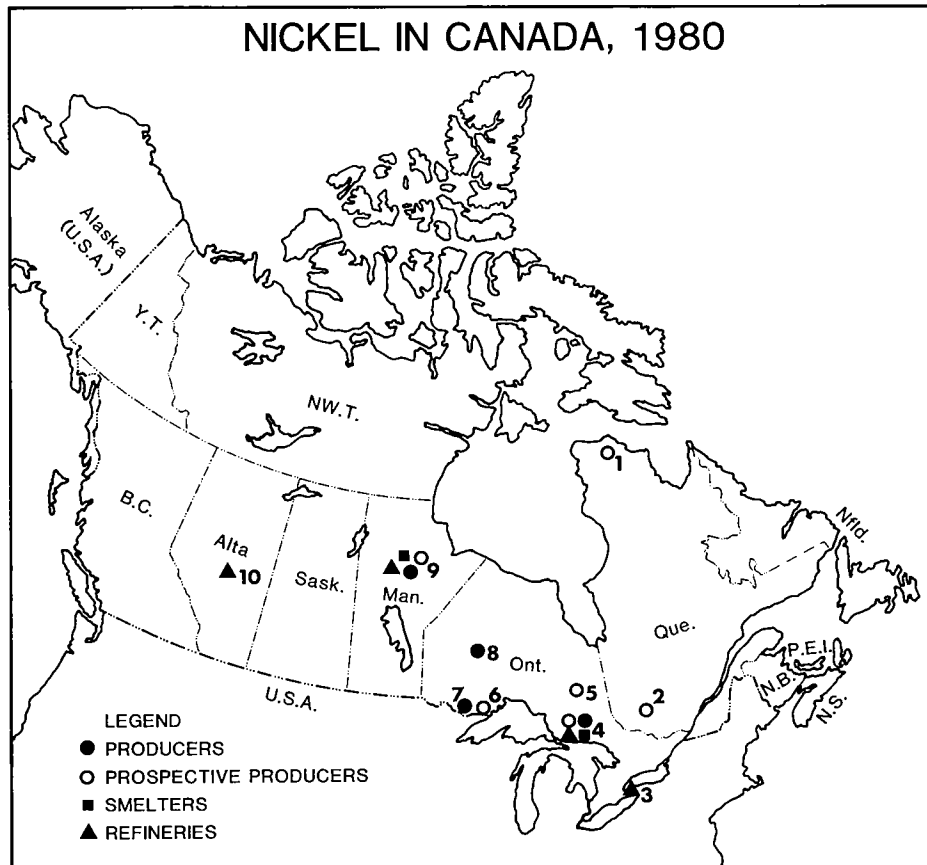 NICKEL IN CANADA, 1980
Alaska
(U.S.A.)
Y.T.
N.W.T.
1
B.C.
Alta
10
Sask.
9
Man.
Nfld.
Que.
8
Ont.
P.E.I.
N.B.
N.S.
U.S.A.
7
6
5
2
4
3
LEGEND
PRODUCERS
PROSPECTIVE PRODUCERS
SMELTERS
REFINERIES